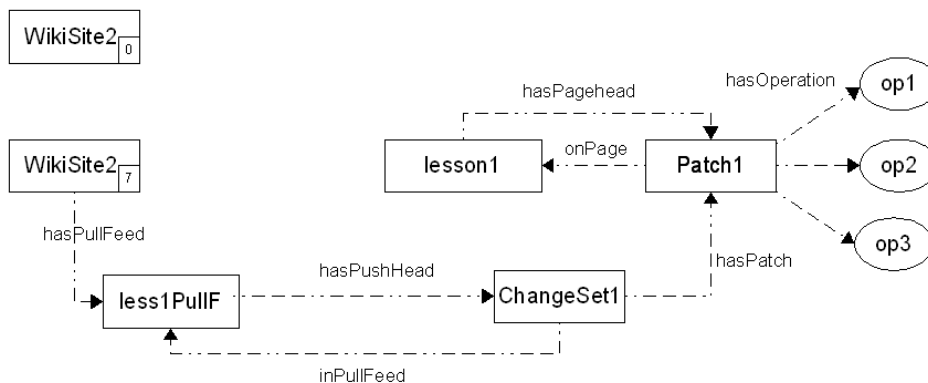 WikiSite2
0
hasPagehead
hasOperation
op1
WikiSite2
7
lesson1
onPage
Patch1
op2
hasPullFeed
op3
hasPushHead
hasPatch
less1PullF
ChangeSet1
inPullFeed